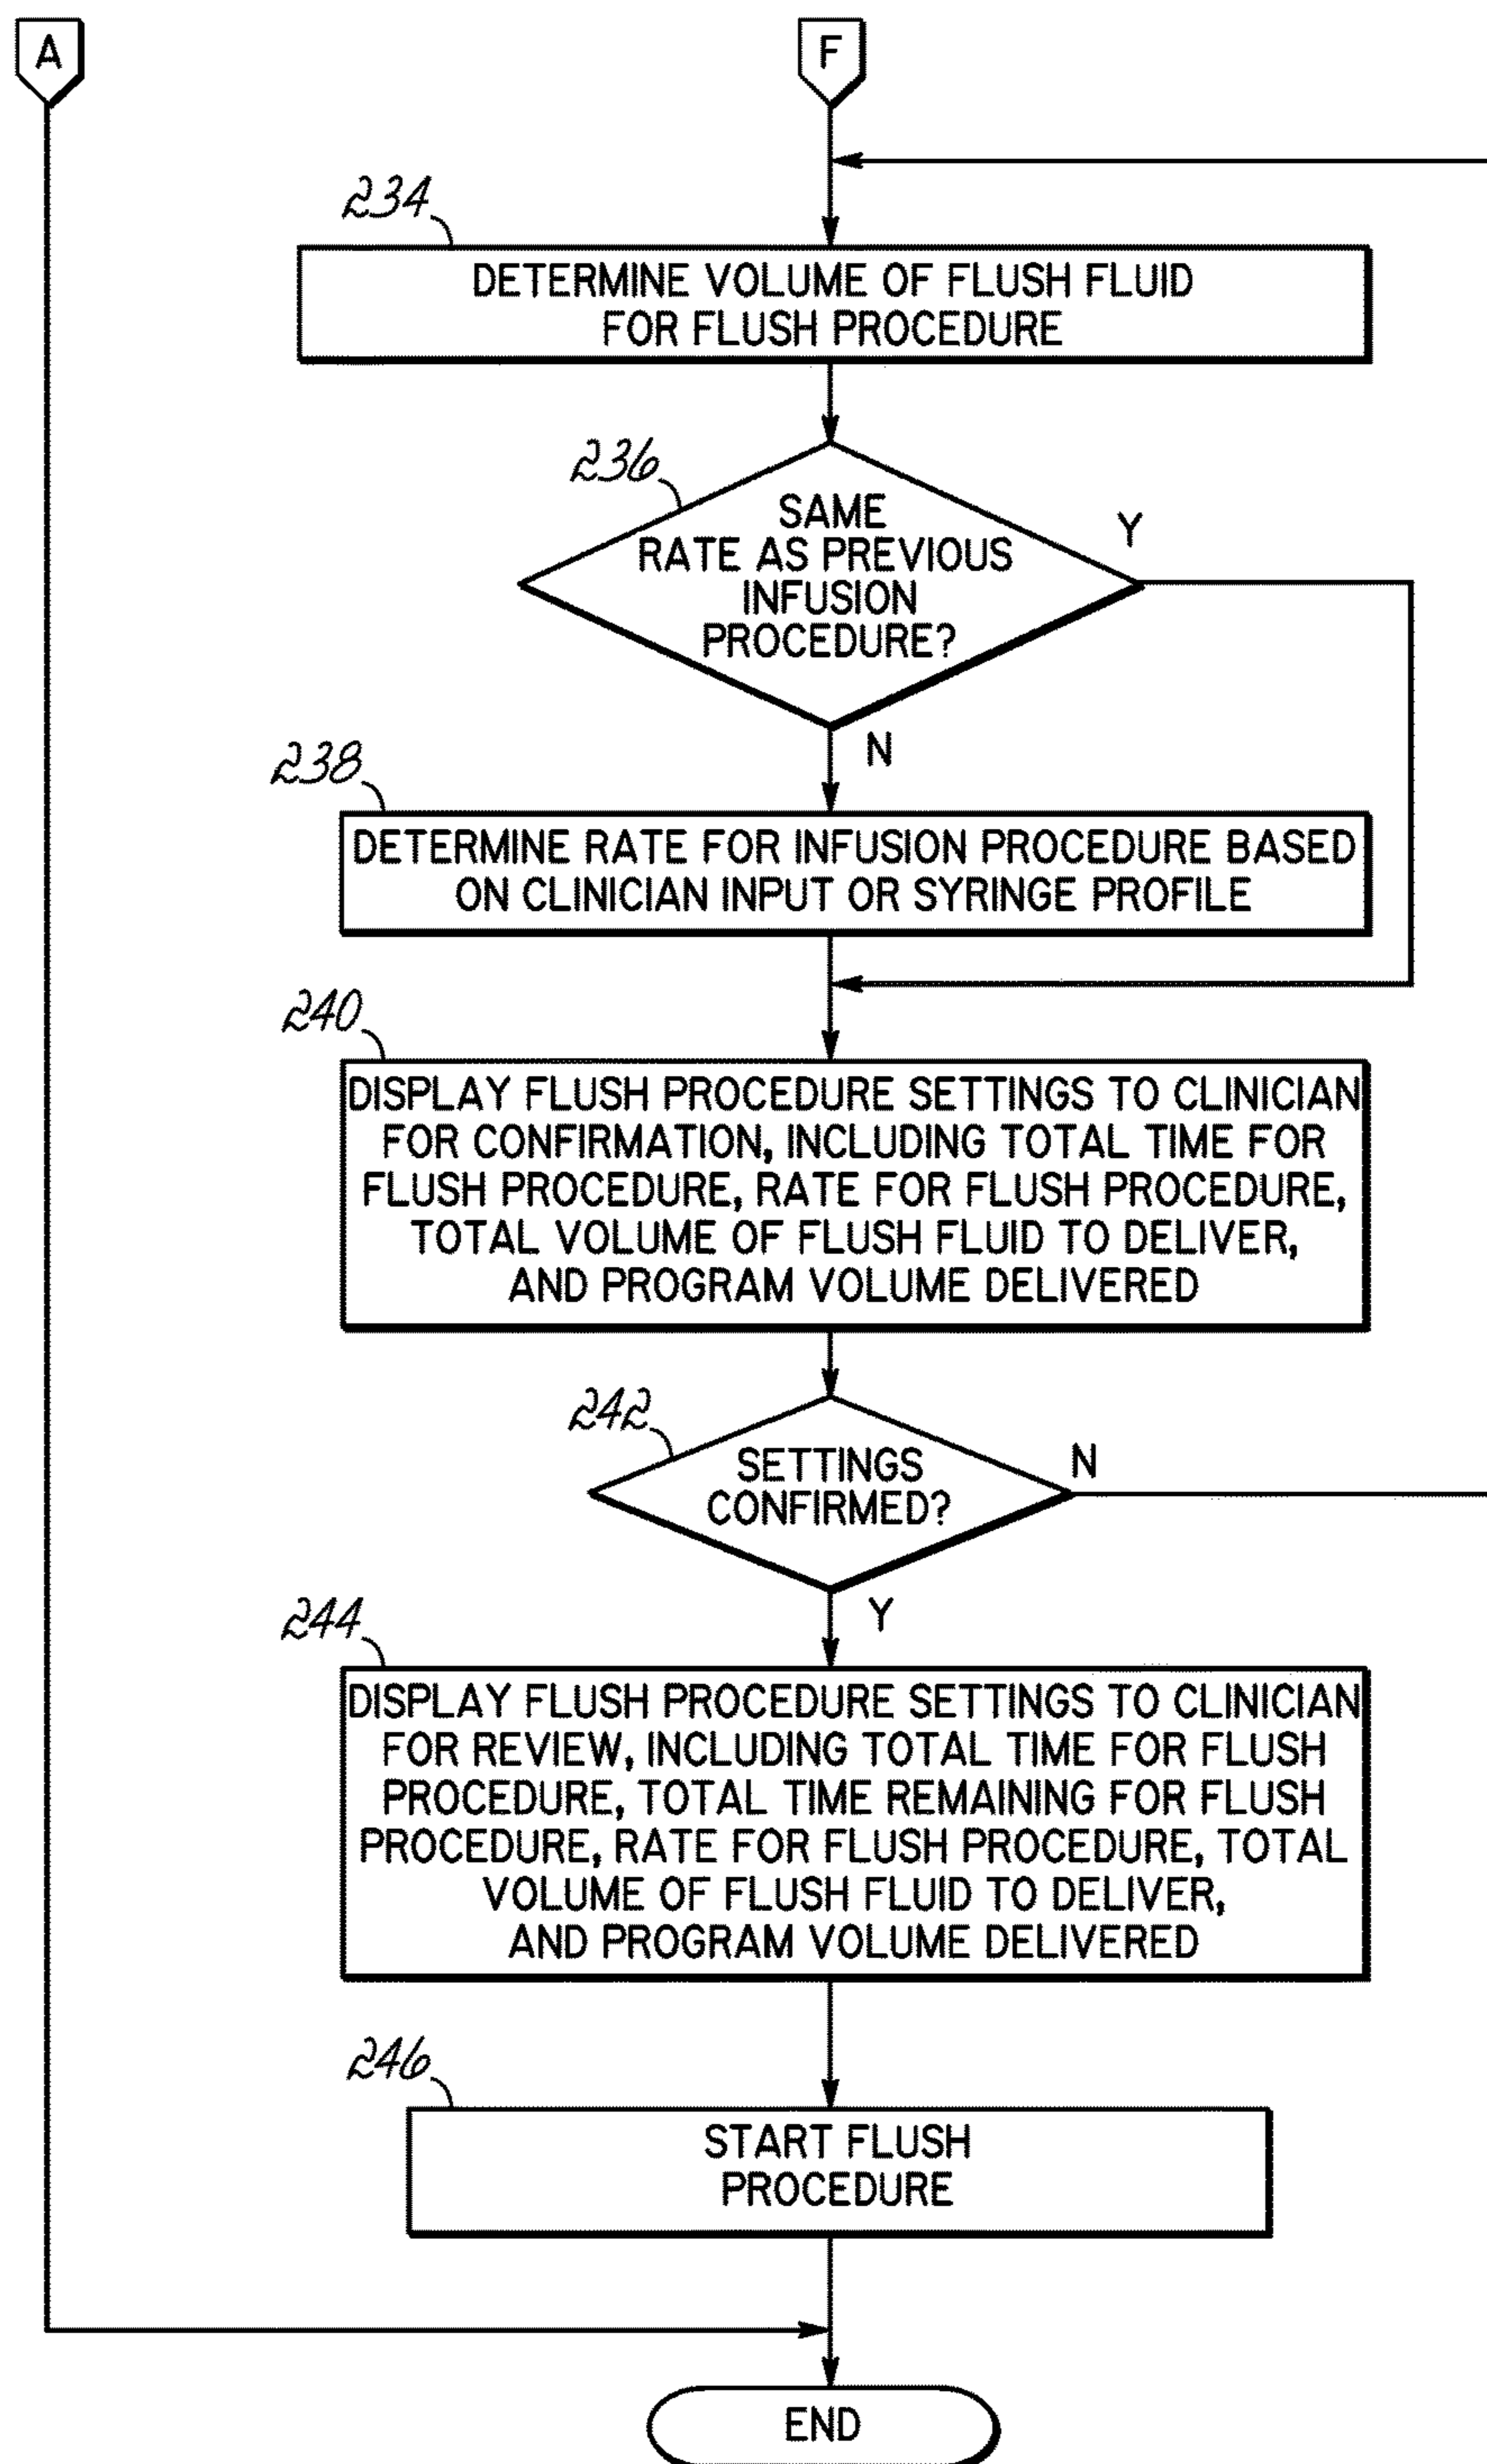 A
F
234
DETERMINE VOLUME OF FLUSH FLUID
FOR FLUSH PROCEDURE
236
SAME
RATE AS PREVIOUS
INFUSION
PROCEDURE?
Y
N
238
DETERMINE RATE FOR INFUSION PROCEDURE BASED
ON CLINICIAN INPUT OR SYRINGE PROFILE
240
DISPLAY FLUSH PROCEDURE SETTINGS TO CLINICIAN
FOR CONFIRMATION, INCLUDING TOTAL TIME FOR
FLUSH PROCEDURE, RATE FOR FLUSH PROCEDURE,
TOTAL VOLUME OF FLUSH FLUID TO DELIVER,
AND PROGRAM VOLUME DELIVERED
242
SETTINGS
CONFIRMED?
N
Y
244
DISPLAY FLUSH PROCEDURE SETTINGS TO CLINICIAN
FOR REVIEW, INCLUDING TOTAL TIME FOR FLUSH
PROCEDURE, TOTAL TIME REMAINING FOR FLUSH
PROCEDURE, RATE FOR FLUSH PROCEDURE, TOTAL
VOLUME OF FLUSH FLUID TO DELIVER,
AND PROGRAM VOLUME DELIVERED
246
START FLUSH
PROCEDURE
END